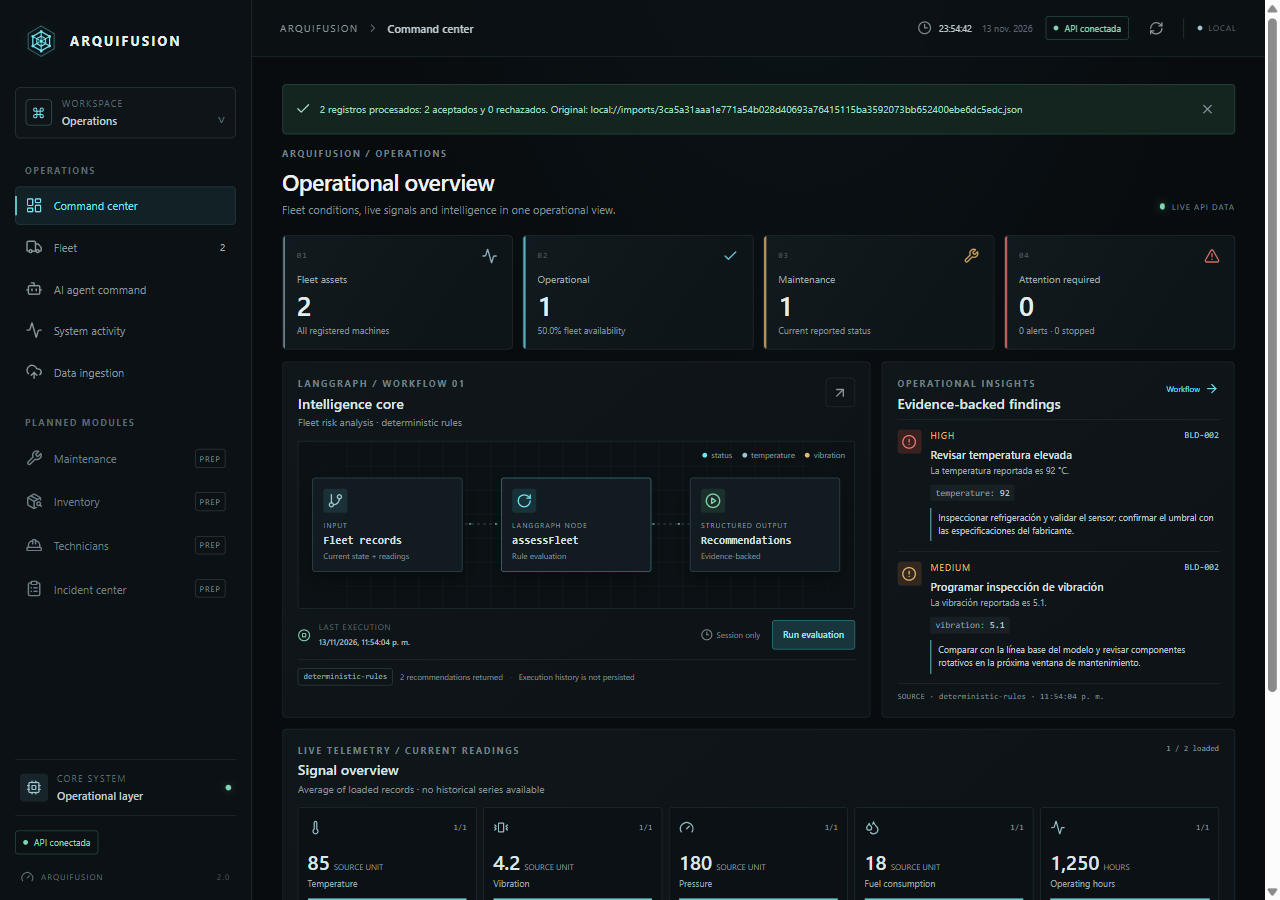 ARQUIFUSION
WORKSPACE
Operations
V
OPERATIONS
Command center
Fleet 2
AI agent command
System activity
Data ingestion
PLANNED MODULES
Maintenance PREP
Inventory PREP
Technicians PREP
Incident center PREP
CORE SYSTEM
Operational layer
API conectada
ARQUIFUSION 2.0
ARQUIFUSION > Command center
23:54:42 13 nov. 2026 API conectada LOCAL
2 registros procesados: 2 aceptados y 0 rechazados. Original: local://imports/3ca5a31aaa1e771a54b028d40693a76415115ba3592073bb652400ebe6dc5edc.json
ARQUIFUSION / OPERATIONS
Operational overview
Fleet conditions, live signals and intelligence in one operational view.
LIVE API DATA
01
Fleet assets
2
All registered machines
02
Operational
1
50.0% fleet availability
03
Maintenance
1
Current reported status
04
Attention required
0
0 alerts · 0 stopped
LANGGRAPH / WORKFLOW 01
Intelligence core
Fleet risk analysis · deterministic rules
status temperature vibration
INPUT
Fleet records
Current state + readings
LANGGRAPH NODE
assessFleet
Rule evaluation
STRUCTURED OUTPUT
Recommendations
Evidence-backed
LAST EXECUTION
13/11/2026, 11:54:04 p. m.
Session only
Run evaluation
deterministic-rules 2 recommendations returned · Execution history is not persisted
OPERATIONAL INSIGHTS
Evidence-backed findings
Workflow
HIGH BLD-002
Revisar temperatura elevada
La temperatura reportada es 92 °C.
temperature: 92
Inspeccionar refrigeración y validar el sensor; confirmar el umbral con
las especificaciones del fabricante.
MEDIUM BLD-002
Programar inspección de vibración
La vibración reportada es 5.1.
vibration: 5.1
Comparar con la línea base del modelo y revisar componentes
rotativos en la próxima ventana de mantenimiento.
SOURCE · deterministic-rules · 11:54:04 p. m.
LIVE TELEMETRY / CURRENT READINGS
Signal overview
Average of loaded records · no historical series available
1 / 2 loaded
1/1
85 SOURCE UNIT
Temperature
1/1
4.2 SOURCE UNIT
Vibration
1/1
180 SOURCE UNIT
Pressure
1/1
18 SOURCE UNIT
Fuel consumption
1/1
1,250 HOURS
Operating hours